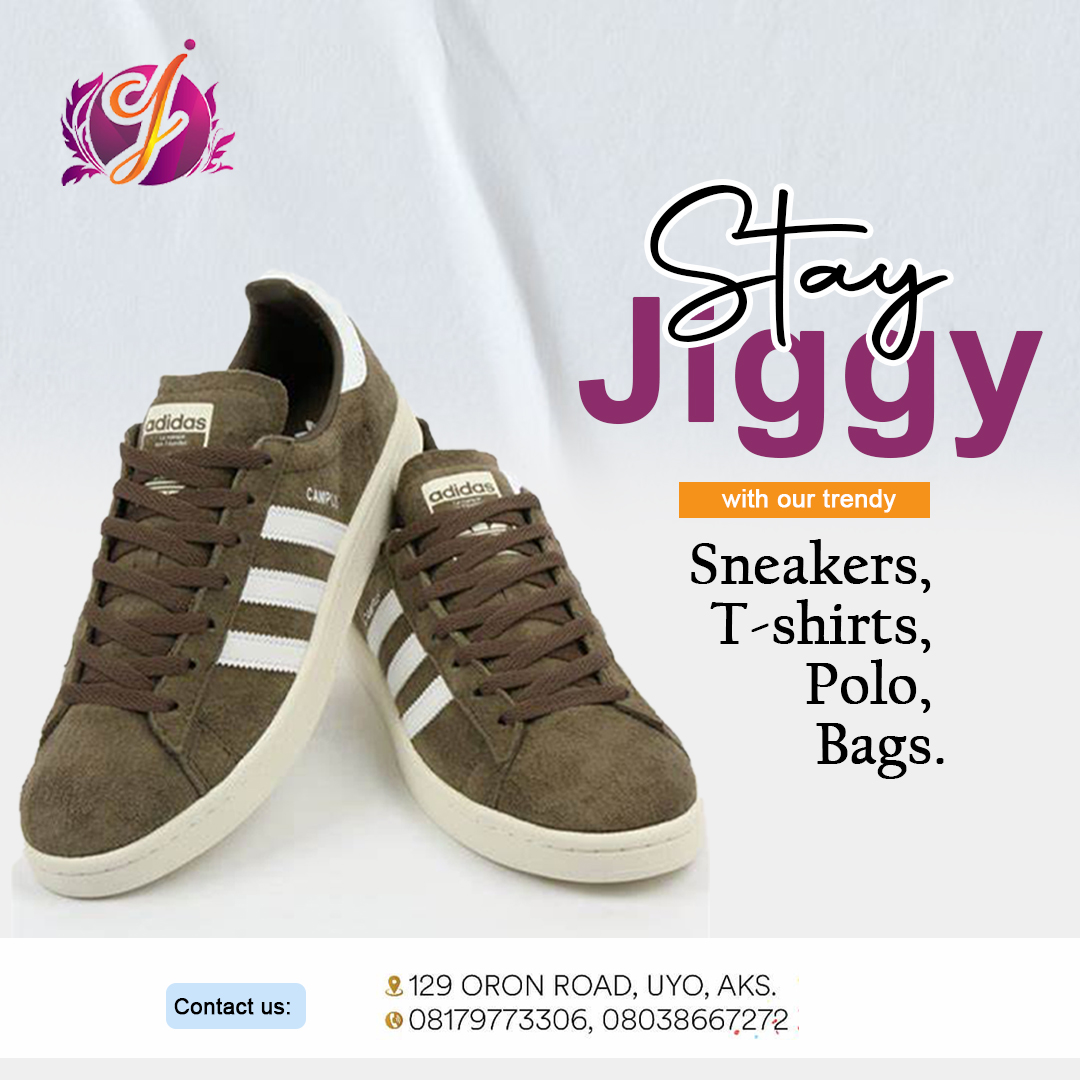 Stay
Jiggy
with our trendy
Sneakers,
T-shirts,
Polo,
Bags.
adidas
CAMPUS
adidas
Contact us:
129 ORON ROAD, UYO, AKS.
08179773306, 08038667272